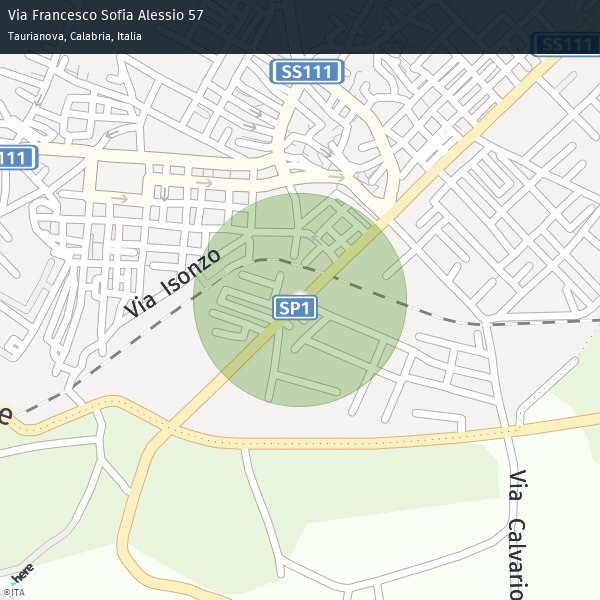 Via Francesco Sofia Alessio 57
Taurianova, Calabria, Italia
SS111
SS111
111
Via Isonzo
SP1
e
Via Calvario
here
©ITA